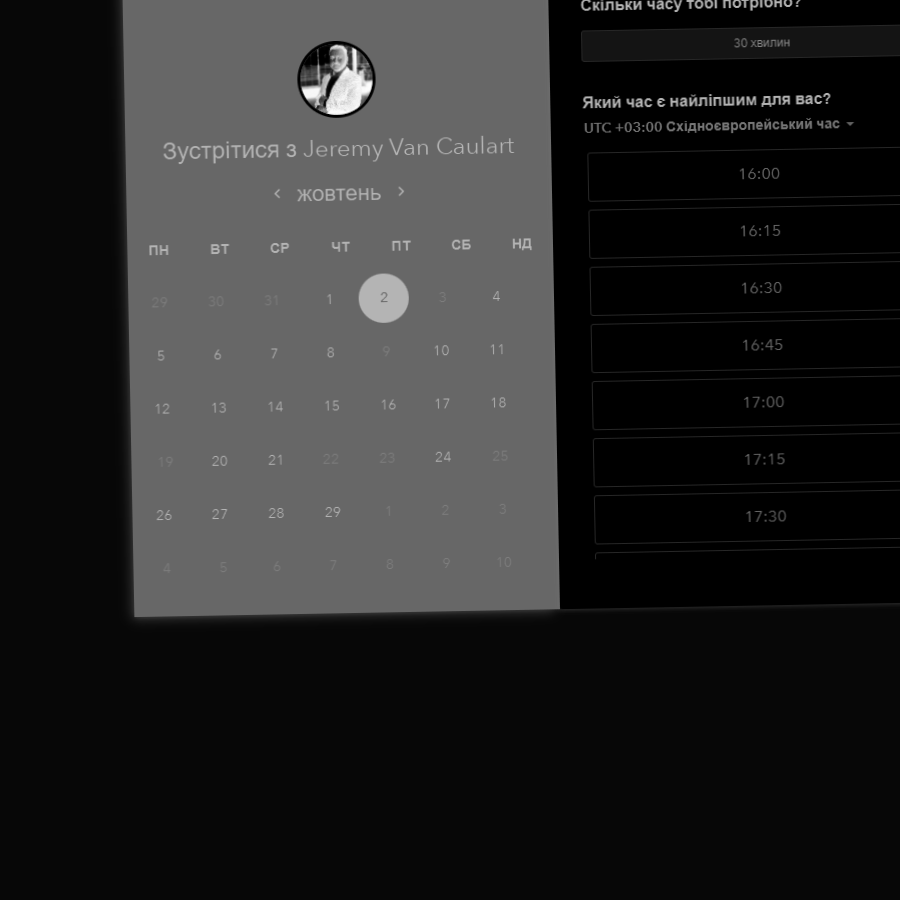 Зустрітися з Jeremy Van Caulart
жовтень
ПН ВТ СР ЧТ ПТ СБ НД
29 30 31 1 2 3 4
5 6 7 8 9 10 11
12 13 14 15 16 17 18
19 20 21 22 23 24 25
26 27 28 29 1 2 3
4 5 6 7 8 9 10
Скільки часу тобі потрібно?
30 хвилин
Який час є найліпшим для вас?
UTC +03:00 Східноєвропейський час
16:00
16:15
16:30
16:45
17:00
17:15
17:30